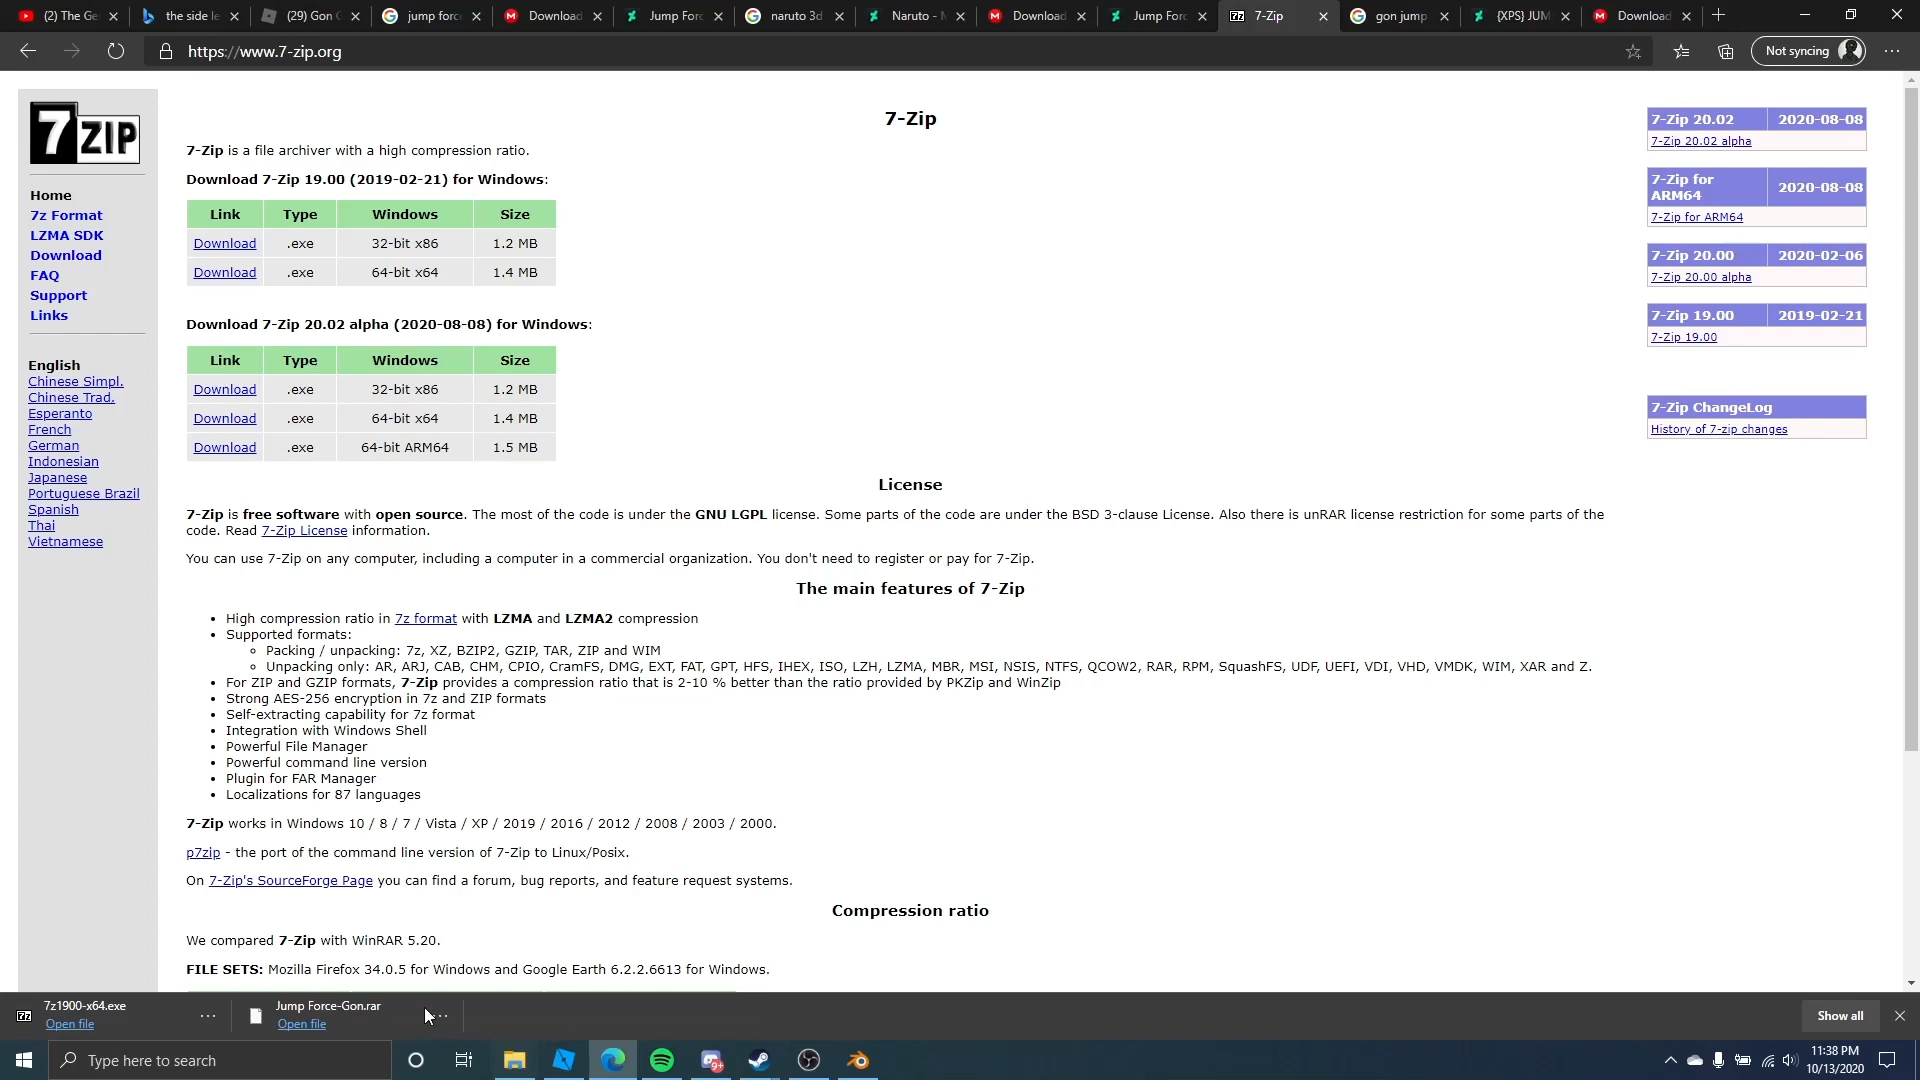 (2) The Ge
the side le
(29) Gon G
jump force
Download
Jump Forc
naruto 3d
Naruto - M
Download
Jump Forc
7-Zip
gon jump
{XPS} JUM
Download
https://www.7-zip.org
Not syncing
7ZIP
Home
7z Format
LZMA SDK
Download
FAQ
Support
Links
English
Chinese Simpl.
Chinese Trad.
Esperanto
French
German
Indonesian
Japanese
Portuguese Brazil
Spanish
Thai
Vietnamese
7-Zip
7-Zip is a file archiver with a high compression ratio.
Download 7-Zip 19.00 (2019-02-21) for Windows:
Link Type Windows Size
Download .exe 32-bit x86 1.2 MB
Download .exe 64-bit x64 1.4 MB
Download 7-Zip 20.02 alpha (2020-08-08) for Windows:
Link Type Windows Size
Download .exe 32-bit x86 1.2 MB
Download .exe 64-bit x64 1.4 MB
Download .exe 64-bit ARM64 1.5 MB
License
7-Zip is free software with open source. The most of the code is under the GNU LGPL license. Some parts of the code are under the BSD 3-clause License. Also there is unRAR license restriction for some parts of the
code. Read 7-Zip License information.
You can use 7-Zip on any computer, including a computer in a commercial organization. You don't need to register or pay for 7-Zip.
The main features of 7-Zip
• High compression ratio in 7z format with LZMA and LZMA2 compression
• Supported formats:
Packing / unpacking: 7z, XZ, BZIP2, GZIP, TAR, ZIP and WIM
Unpacking only: AR, ARJ, CAB, CHM, CPIO, CramFS, DMG, EXT, FAT, GPT, HFS, IHEX, ISO, LZH, LZMA, MBR, MSI, NSIS, NTFS, QCOW2, RAR, RPM, SquashFS, UDF, UEFI, VDI, VHD, VMDK, WIM, XAR and Z.
• For ZIP and GZIP formats, 7-Zip provides a compression ratio that is 2-10 % better than the ratio provided by PKZip and WinZip
• Strong AES-256 encryption in 7z and ZIP formats
• Self-extracting capability for 7z format
• Integration with Windows Shell
• Powerful File Manager
• Powerful command line version
• Plugin for FAR Manager
• Localizations for 87 languages
7-Zip works in Windows 10 / 8 / 7 / Vista / XP / 2019 / 2016 / 2012 / 2008 / 2003 / 2000.
p7zip - the port of the command line version of 7-Zip to Linux/Posix.
On 7-Zip's SourceForge Page you can find a forum, bug reports, and feature request systems.
Compression ratio
We compared 7-Zip with WinRAR 5.20.
FILE SETS: Mozilla Firefox 34.0.5 for Windows and Google Earth 6.2.2.6613 for Windows.
7-Zip 20.02 2020-08-08
7-Zip 20.02 alpha
7-Zip for
ARM64
2020-08-08
7-Zip for ARM64
7-Zip 20.00 2020-02-06
7-Zip 20.00 alpha
7-Zip 19.00 2019-02-21
7-Zip 19.00
7-Zip ChangeLog
History of 7-zip changes
7z1900-x64.exe
Open file
Jump Force-Gon.rar
Open file
Show all
Type here to search
9+
11:38 PM
10/13/2020